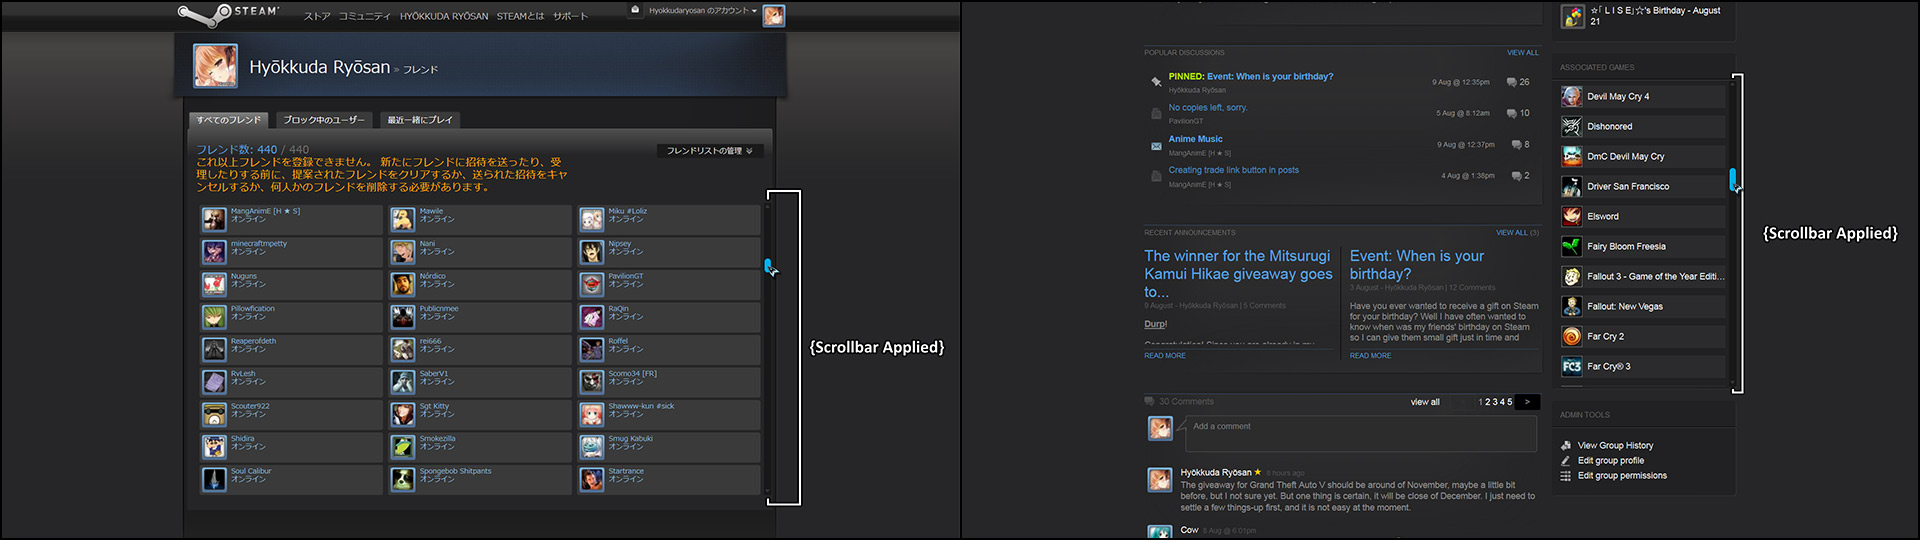 STEAM
ストア コミュニティ HYŌKKUDA RYŌSAN STEAMとは サポート
Hyokkudaryosan のアカウント
Hyōkkuda Ryōsan » フレンド
すべてのフレンド ブロック中のユーザー 最近一緒にプレイ
フレンド数: 440 / 440
フレンドリストの管理
これ以上フレンドを登録できません。 新たにフレンドに招待を送ったり、受
理したりする前に、提案されたフレンドをクリアするか、送られた招待をキャ
ンセルするか、何人かのフレンドを削除する必要があります。
MangAnimE [H ★ S] Mawile Miku #Loliz
オンライン オンライン オンライン
minecraftmpetty Nani Nipsey
オンライン オンライン オンライン
Nuguns Nórdico PavilionGT
オンライン オンライン オンライン
Pillowfication Publicnmee RaQin
オンライン オンライン オンライン
Reaperofdeth rei666 Roffel
オンライン オンライン オンライン
RvLesh SaberV1 Scomo34 [FR]
オンライン オンライン オンライン
Scouter922 Sgt Kitty Shawww-kun #sick
オンライン オンライン オンライン
Shidira Smokezilla Smug Kabuki
オンライン オンライン オンライン
Soul Calibur Spongebob Shitpants Startrance
オンライン オンライン オンライン
{Scrollbar Applied}
POPULAR DISCUSSIONS VIEW ALL
PINNED: Event: When is your birthday? 9 Aug @ 12:35pm 26
Hyōkkuda Ryōsan
No copies left, sorry. 5 Aug @ 8:12am 10
PavilionGT
Anime Music 9 Aug @ 12:37pm 8
MangAnimE [H ★ S]
Creating trade link button in posts 4 Aug @ 1:38pm 2
MangAnimE [H ★ S]
RECENT ANNOUNCEMENTS VIEW ALL (3)
The winner for the Mitsurugi
Kamui Hikae giveaway goes
to...
9 August - Hyōkkuda Ryōsan | 5 Comments
Durp!
READ MORE
Event: When is your
birthday?
3 August - Hyōkkuda Ryōsan | 12 Comments
Have you ever wanted to receive a gift on Steam
for your birthday? Well I have often wanted to
know when was my friends' birthday on Steam
so I can give them small gift just in time and
READ MORE
30 Comments view all 1 2 3 4 5 >
Add a comment
Hyōkkuda Ryōsan ★ 8 hours ago
The giveaway for Grand Theft Auto V should be around of November, maybe a little bit
before, but I not sure yet. But one thing is certain, it will be close of December. I just need to
settle a few things-up first, and it is not easy at the moment.
Cow 8 Aug @ 6:01pm
☆「 L I S E」☆'s Birthday - August
21
ASSOCIATED GAMES
Devil May Cry 4
Dishonored
DmC Devil May Cry
Driver San Francisco
Elsword
Fairy Bloom Freesia
Fallout 3 - Game of the Year Editi...
Fallout: New Vegas
Far Cry 2
Far Cry® 3
ADMIN TOOLS
View Group History
Edit group profile
Edit group permissions
{Scrollbar Applied}